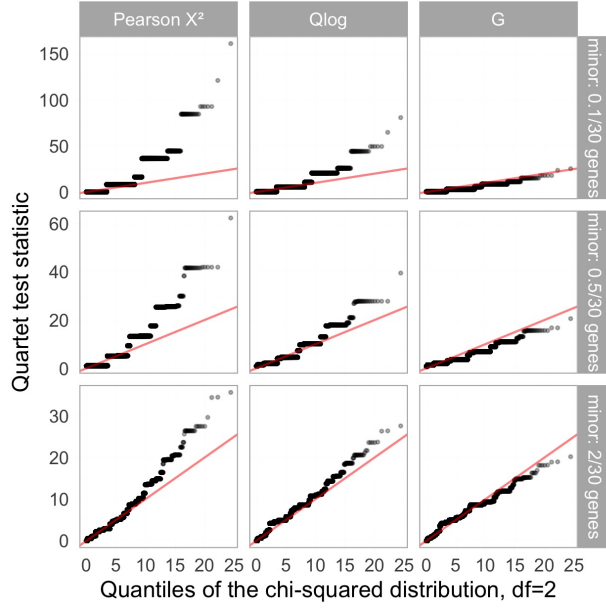 Pearson X² Qlog G
150
100
50
0
minor: 0.1/30 genes
60
40
20
0
minor: 0.5/30 genes
30
20
10
0
minor: 2/30 genes
Quartet test statistic
0 5 10 15 20 25 0 5 10 15 20 25 0 5 10 15 20 25
Quantiles of the chi-squared distribution, df=2